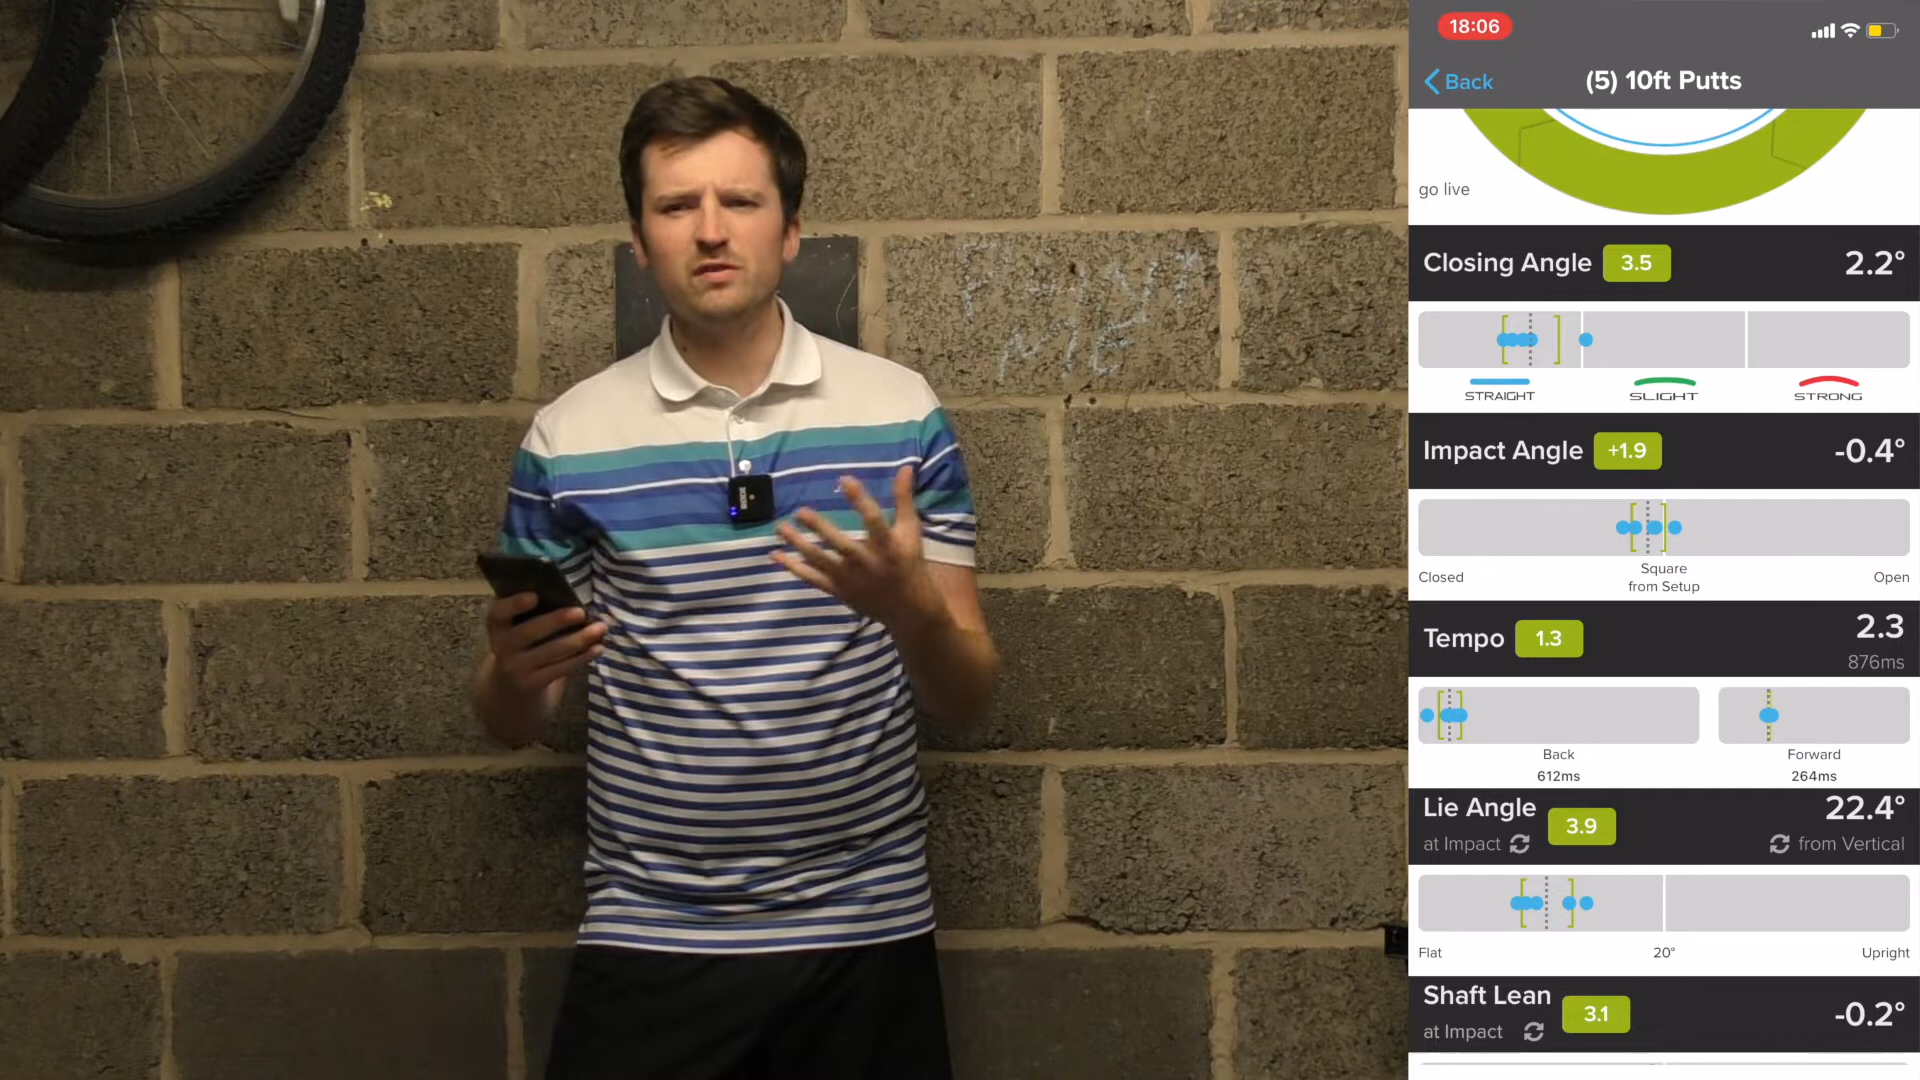 PAINT
ME
18:06
Back
(5) 10ft Putts
go live
Closing Angle 3.5 2.2°
STRAIGHT SLIGHT STRONG
Impact Angle +1.9 -0.4°
Closed Square from Setup Open
Tempo 1.3 2.3
876ms
Back Forward
612ms 264ms
Lie Angle 3.9 22.4°
at Impact from Vertical
Flat 20° Upright
Shaft Lean 3.1 -0.2°
at Impact